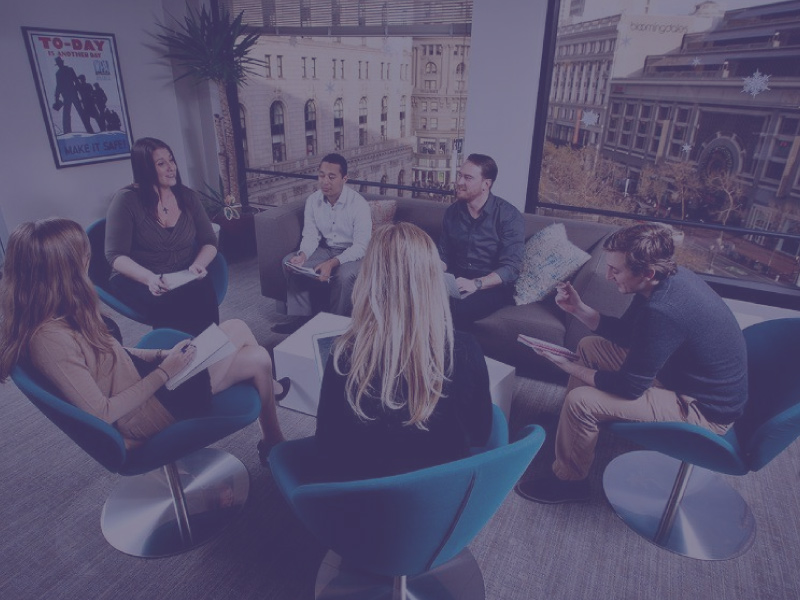 TO-DAY
IS ANOTHER DAY
MAKE IT SAFE!
bloomingdale's